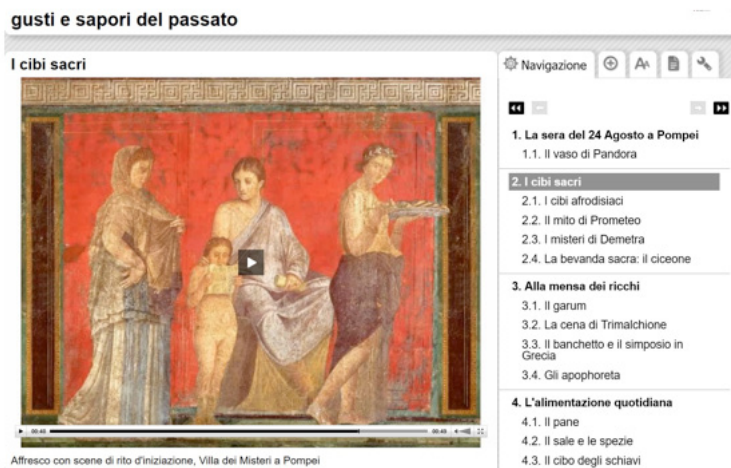 gusti e sapori del passato
I cibi sacri
00:40
00:40
Affresco con scene di rito d'iniziazione, Villa dei Misteri a Pompei
Navigazione
AA
1. La sera del 24 Agosto a Pompei
1.1. Il vaso di Pandora
2. I cibi sacri
2.1. I cibi afrodisiaci
2.2. Il mito di Prometeo
2.3. I misteri di Demetra
2.4. La bevanda sacra: il ciceone
3. Alla mensa dei ricchi
3.1. Il garum
3.2. La cena di Trimalchione
3.3. Il banchetto e il simposio in
Grecia
3.4. Gli apophoreta
4. L'alimentazione quotidiana
4.1. Il pane
4.2. Il sale e le spezie
4.3. Il cibo degli schiavi